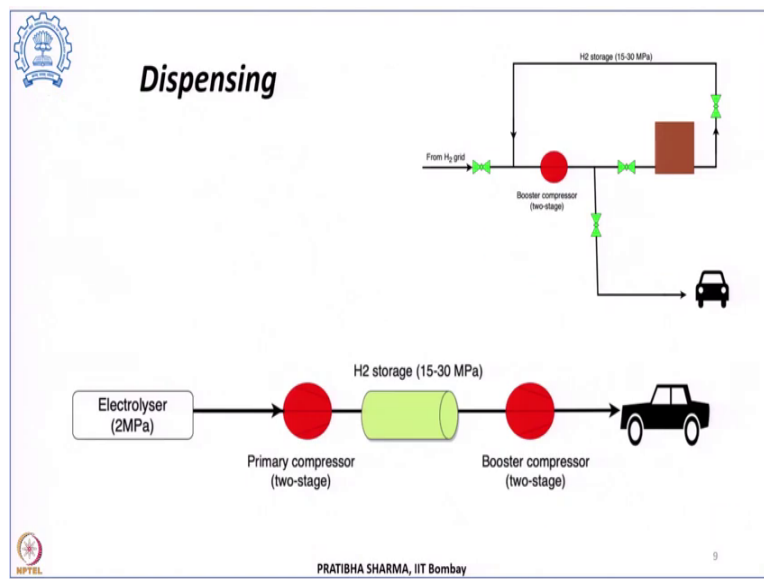 Dispensing
H2 storage (15-30 MPa)
From H₂ grid
Booster compressor
(two-stage)
H2 storage (15-30 MPa)
Electrolyser
(2MPa)
Primary compressor
(two-stage)
Booster compressor
(two-stage)
NPTEL
PRATIBHA SHARMA, IIT Bombay
9